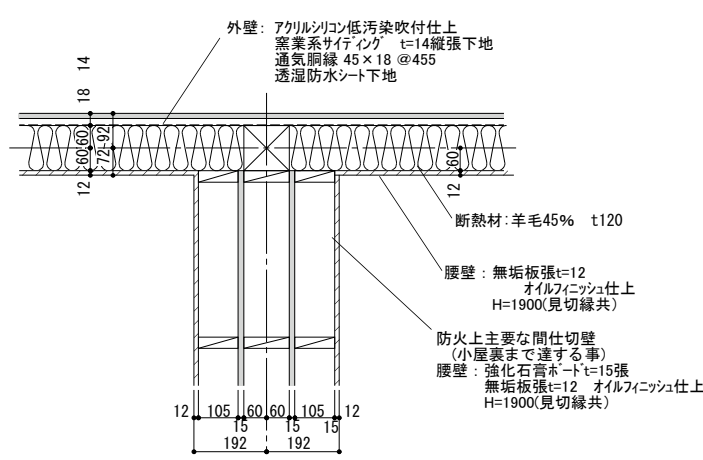 外壁： アクリルシリコン低汚染吹付仕上
窯業系サイディング t=14縦張下地
通気胴縁 45×18 @455
透湿防水シート下地
14
18
60
60
72
92
12
60
12
断熱材：羊毛45% t120
腰壁：無垢板張t=12
オイルフィニッシュ仕上
H=1900(見切縁共)
防火上主要な間仕切壁
(小屋裏まで達する事)
腰壁：強化石膏ボードt=15張
無垢板張t=12 オイルフィニッシュ仕上
H=1900(見切縁共)
12 105 60 60 105 12
15 15 15
192 192